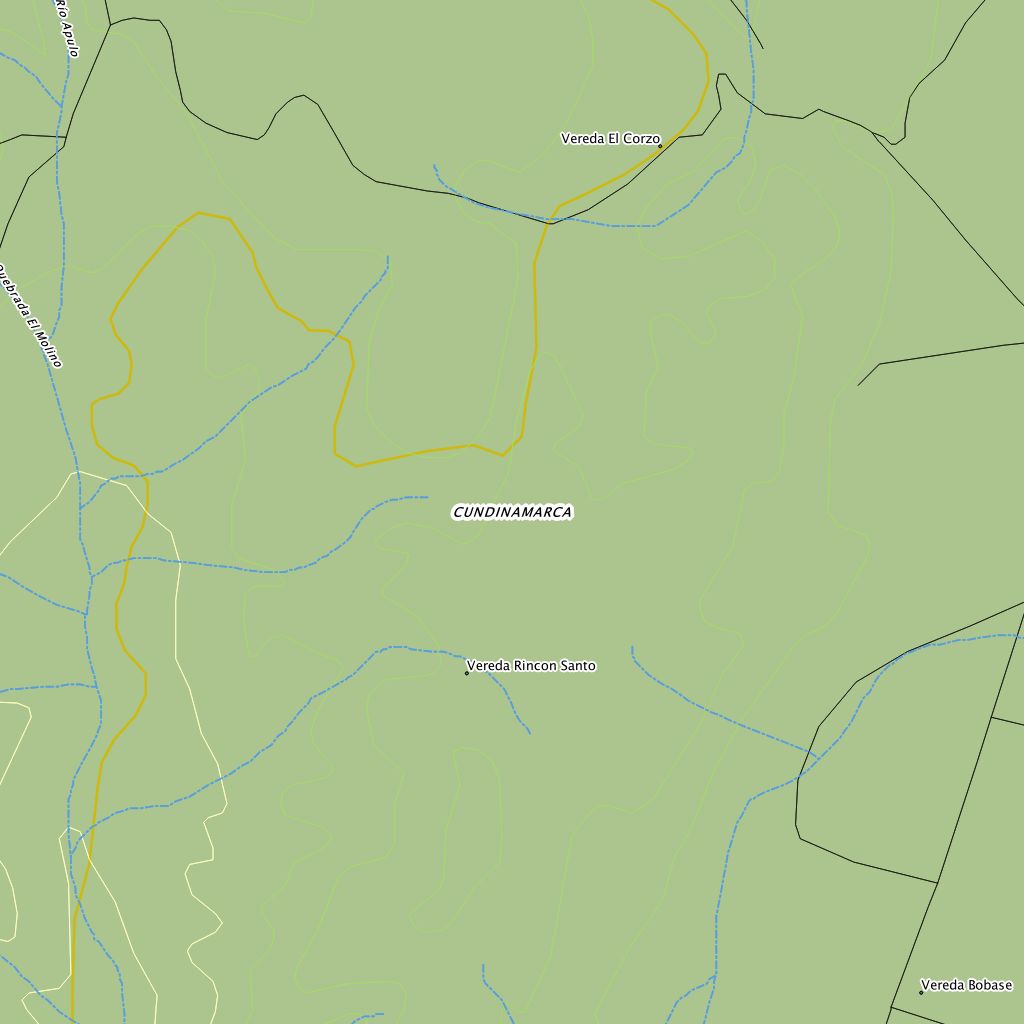 Río Apulo
Vereda El Corzo
Quebrada El Molino
CUNDINAMARCA
Vereda Rincon Santo
Vereda Bobase